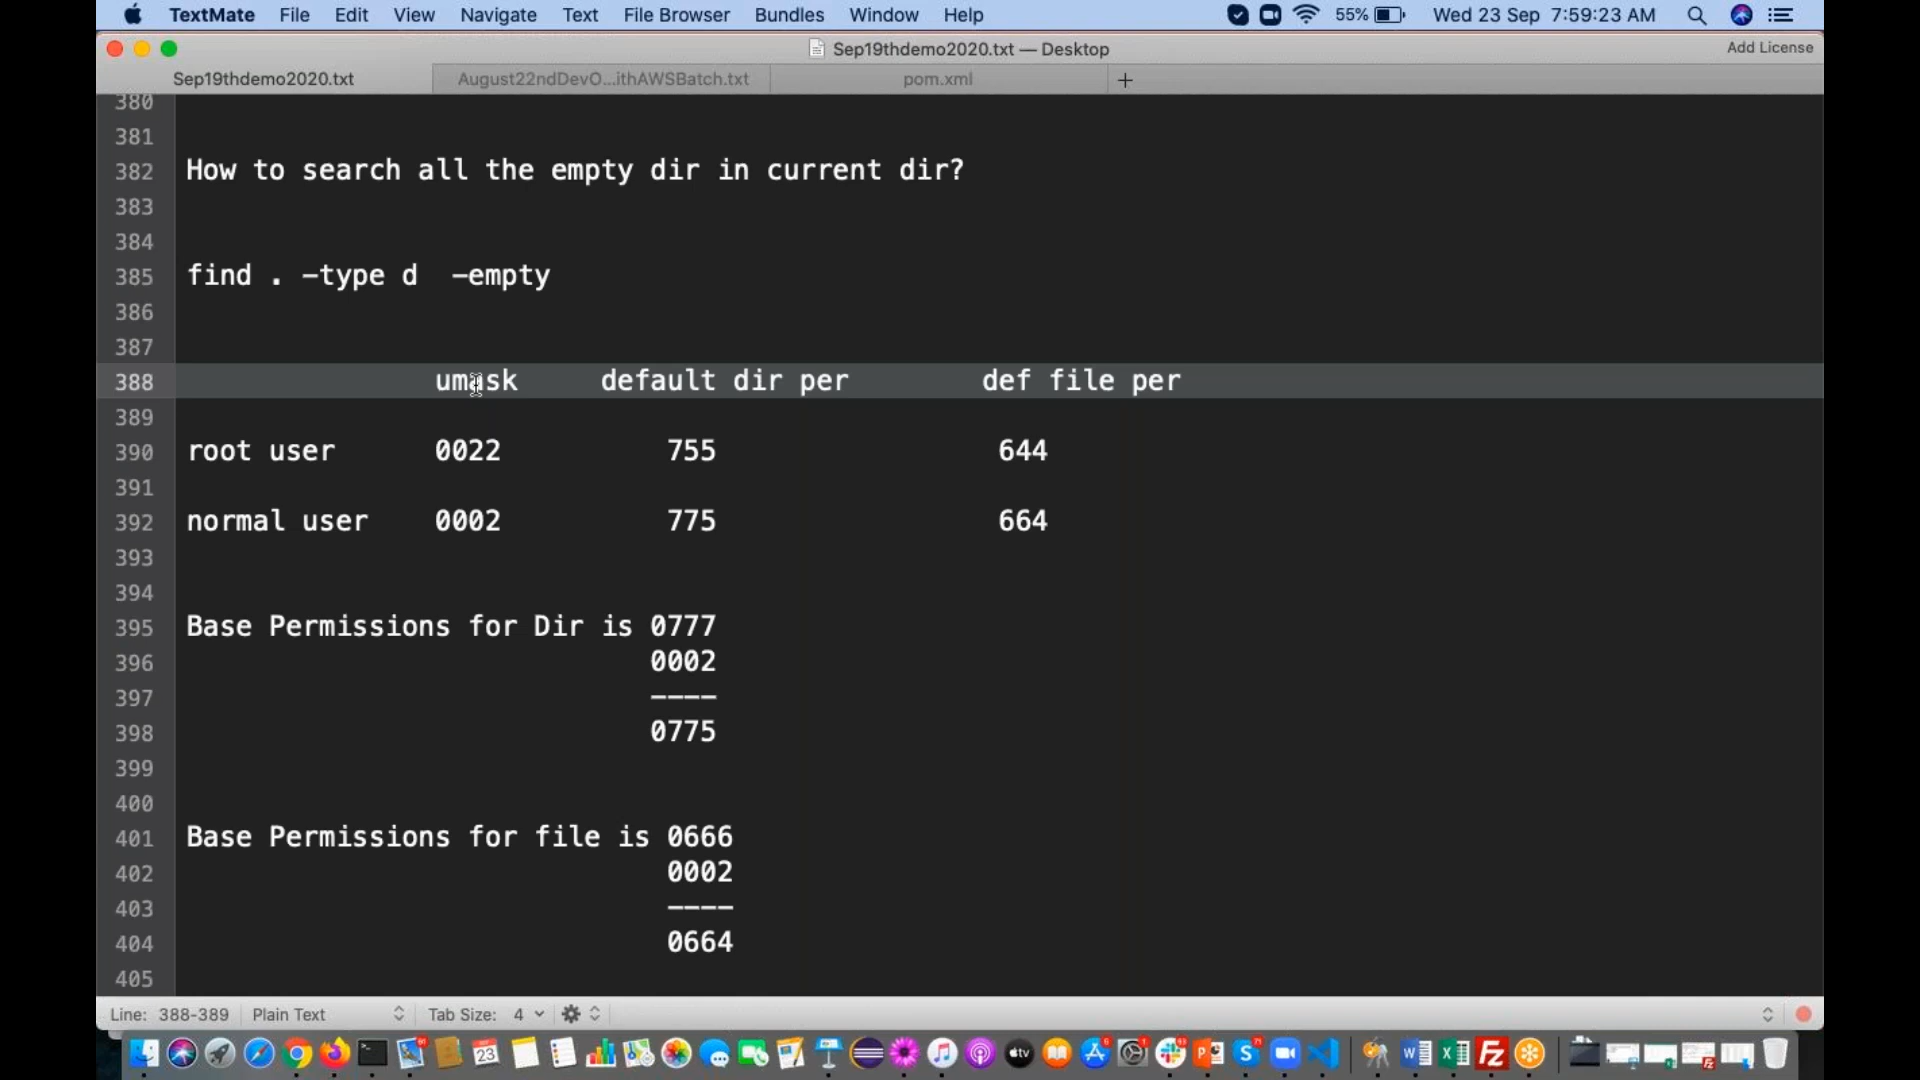 TextMate File Edit View Navigate Text File Browser Bundles Window Help 55% Wed 23 Sep 7:59:23 AM
Sep19thdemo2020.txt — Desktop Add License
Sep19thdemo2020.txt August22ndDevO...ithAWSBatch.txt pom.xml +
380
381
382 How to search all the empty dir in current dir?
383
384
385 find . -type d -empty
386
387
388 umask default dir per def file per
389
390 root user 0022 755 644
391
392 normal user 0002 775 664
393
394
395 Base Permissions for Dir is 0777
396 0002
397 ----
398 0775
399
400
401 Base Permissions for file is 0666
402 0002
403 ----
404 0664
405
Line: 388-389 Plain Text Tab Size: 4